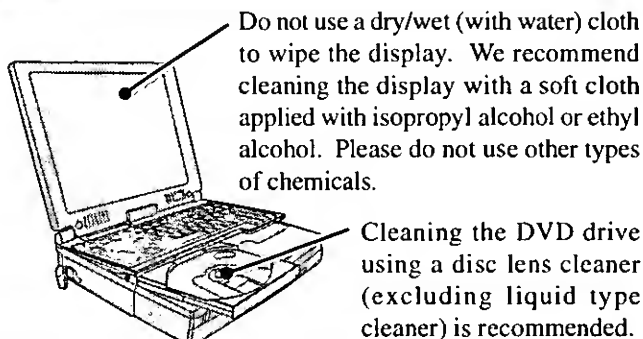 Do not use a dry/wet (with water) cloth
to wipe the display. We recommend
cleaning the display with a soft cloth
applied with isopropyl alcohol or ethyl
alcohol. Please do not use other types
of chemicals.
Cleaning the DVD drive
using a disc lens cleaner
(excluding liquid type
cleaner) is recommended.